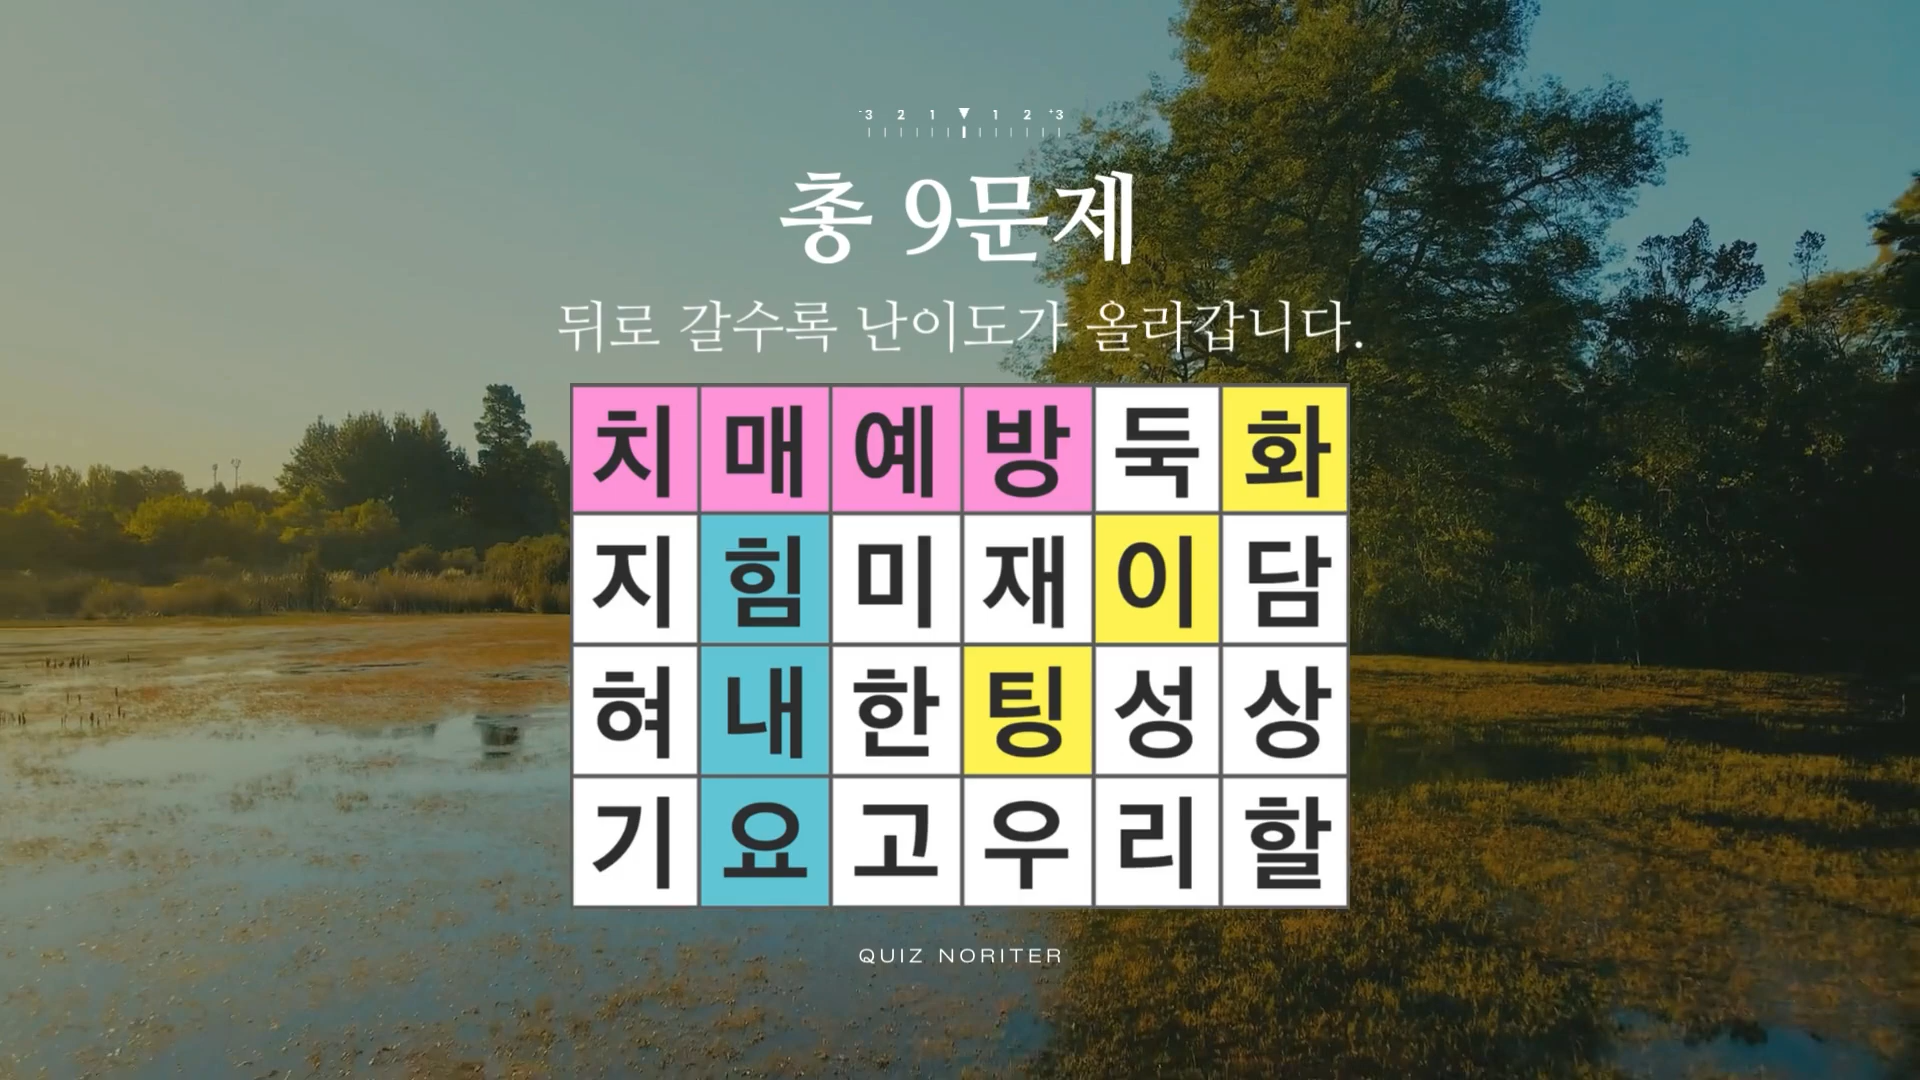 -3 2 1 1 2 +3
총 9문제
뒤로 갈수록 난이도가 올라갑니다.
치 매 예 방 둑 화
지 힘 미 재 이 담
혀 내 한 팅 성 상
기 요 고 우 리 할
QUIZ NORITER